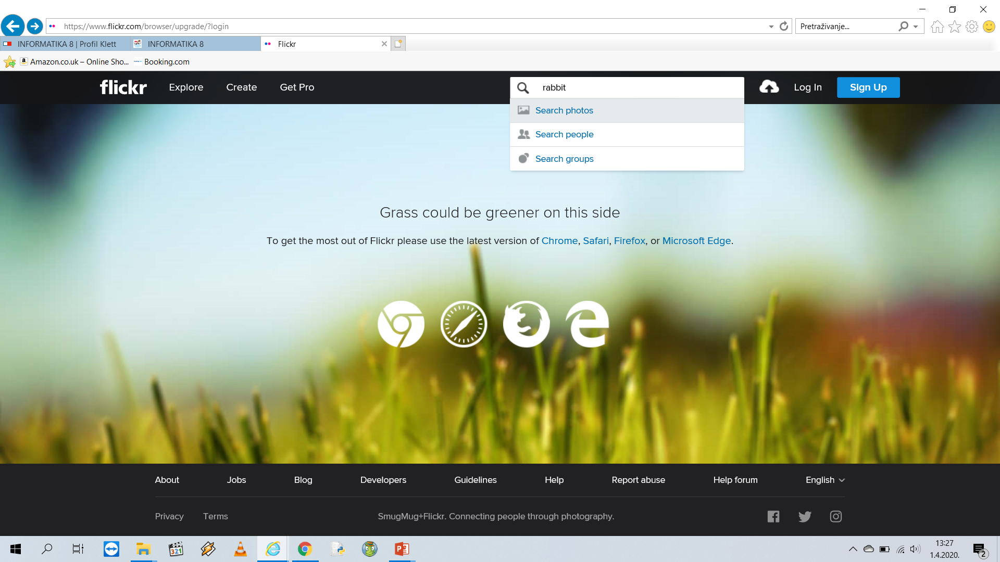 https://www.flickr.com/browser/upgrade/?login
Pretraživanje...
INFORMATIKA 8 | Profil Klett
INFORMATIKA 8
Flickr
Amazon.co.uk – Online Sho...
Booking.com
flickr
Explore
Create
Get Pro
rabbit
Log In
Sign Up
Search photos
Search people
Search groups
Grass could be greener on this side
To get the most out of Flickr please use the latest version of Chrome, Safari, Firefox, or Microsoft Edge.
About
Jobs
Blog
Developers
Guidelines
Help
Report abuse
Help forum
English
Privacy
Terms
SmugMug+Flickr. Connecting people through photography.
321
13:27
1.4.2020.
2